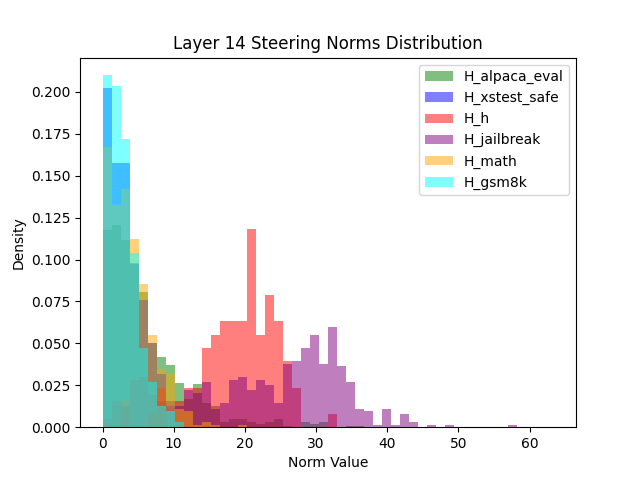 Layer 14 Steering Norms Distribution
H_alpaca_eval
H_xstest_safe
H_h
H_jailbreak
H_math
H_gsm8k
0.200
0.175
0.150
0.125
0.100
0.075
0.050
0.025
0.000
Density
0 10 20 30 40 50 60
Norm Value